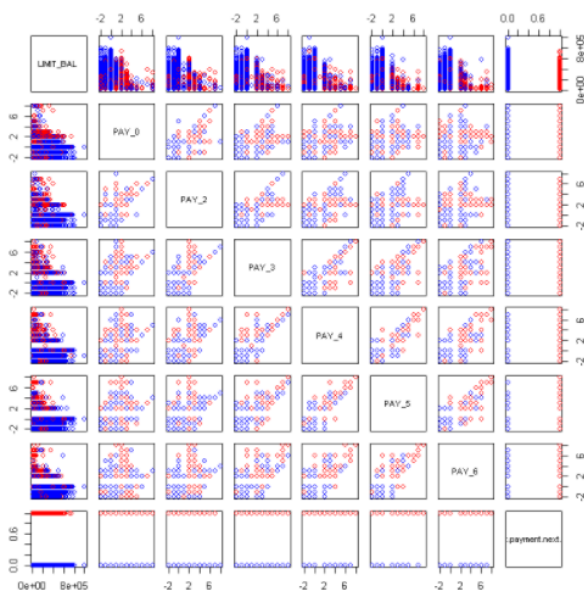 -2 2 6 -2 2 6 -2 2 6 0.0 0.6
LIMIT_BAL
0e+00 8e+05
-2 2 6
PAY_0
PAY_2
-2 2 6
-2 2 6
PAY_3
PAY_4
-2 2 6
-2 2 6
PAY_5
PAY_6
-2 2 6
0.0 0.6
.payment.next.
0e+00 8e+05 -2 2 6 -2 2 6 -2 2 6